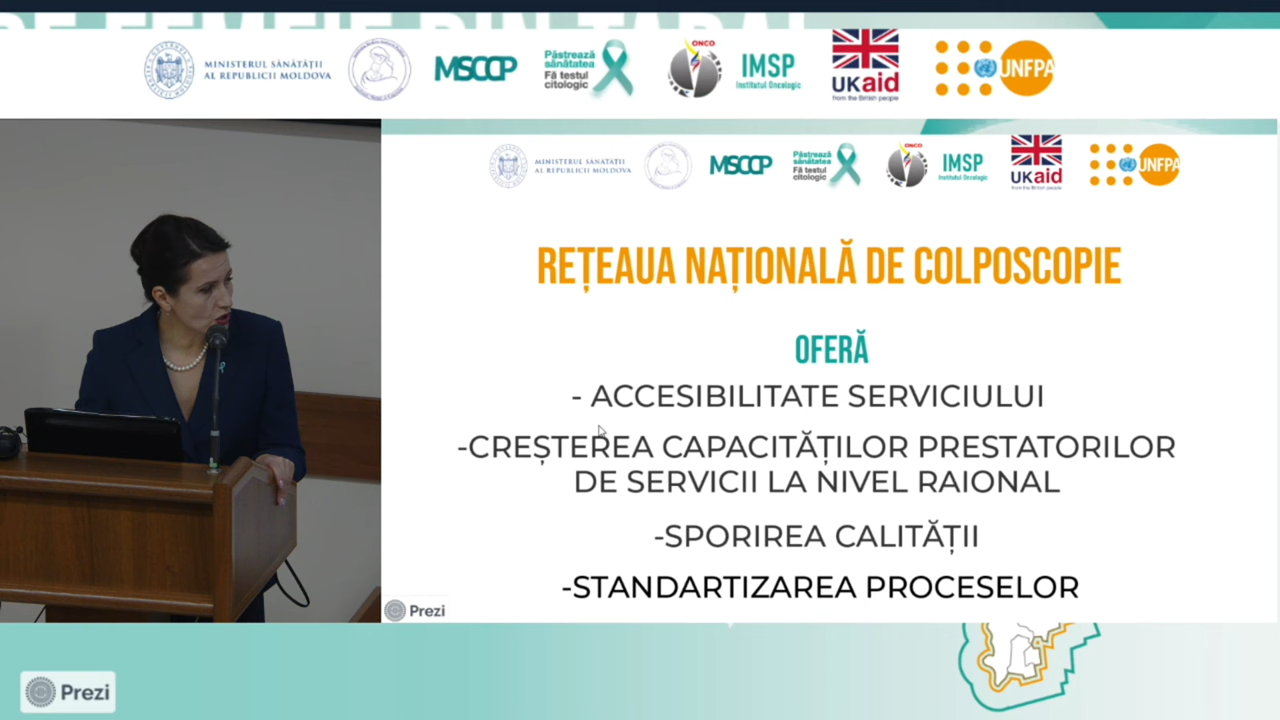 MINISTERUL SĂNĂTĂȚII
AL REPUBLICII MOLDOVA
MSCCP
Păstrează
sănătatea
Fă testul
citologic
ONCO
IMSP
Institutul Oncologic
UKaid
from the British people
UNFPA
MINISTERUL SĂNĂTĂȚII
AL REPUBLICII MOLDOVA
MSCCP
Păstrează
sănătatea
Fă testul
citologic
ONCO
IMSP
Institutul Oncologic
UKaid
from the British people
UNFPA
REȚEAUA NAȚIONALĂ DE COLPOSCOPIE
OFERĂ
- ACCESIBILITATE SERVICIULUI
-CREȘTEREA CAPACITĂȚILOR PRESTATORILOR
DE SERVICII LA NIVEL RAIONAL
-SPORIREA CALITĂȚII
-STANDARTIZAREA PROCESELOR
Prezi
Prezi